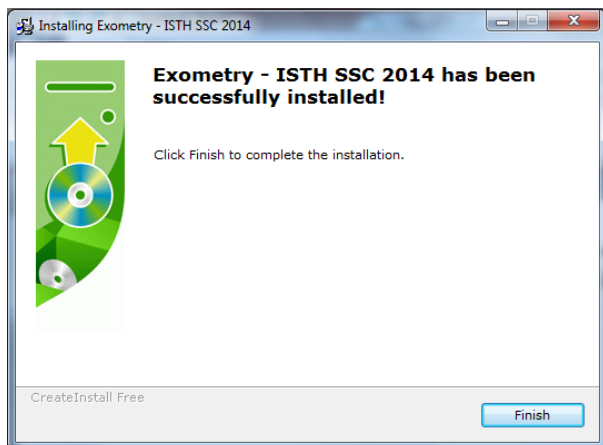 Installing Exometry - ISTH SSC 2014
Exometry - ISTH SSC 2014 has been
successfully installed!
Click Finish to complete the installation.
CreateInstall Free
Finish